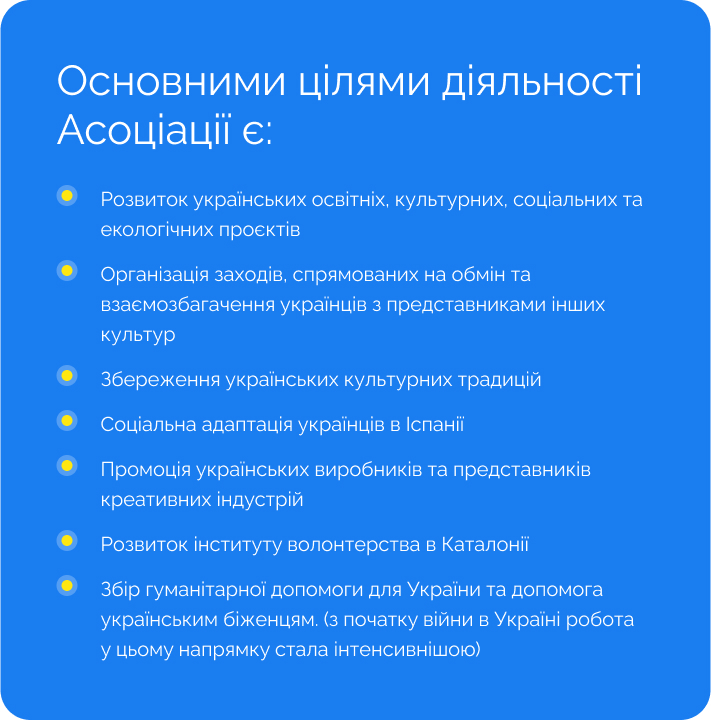 Основними цілями діяльності
Асоціації є:
Розвиток українських освітніх, культурних, соціальних та
екологічних проєктів
Організація заходів, спрямованих на обмін та
взаємозбагачення українців з представниками інших
культур
Збереження українських культурних традицій
Соціальна адаптація українців в Іспанії
Промоція українських виробників та представників
креативних індустрій
Розвиток інституту волонтерства в Каталонії
Збір гуманітарної допомоги для України та допомога
українським біженцям. (з початку війни в Україні робота
у цьому напрямку стала інтенсивнішою)